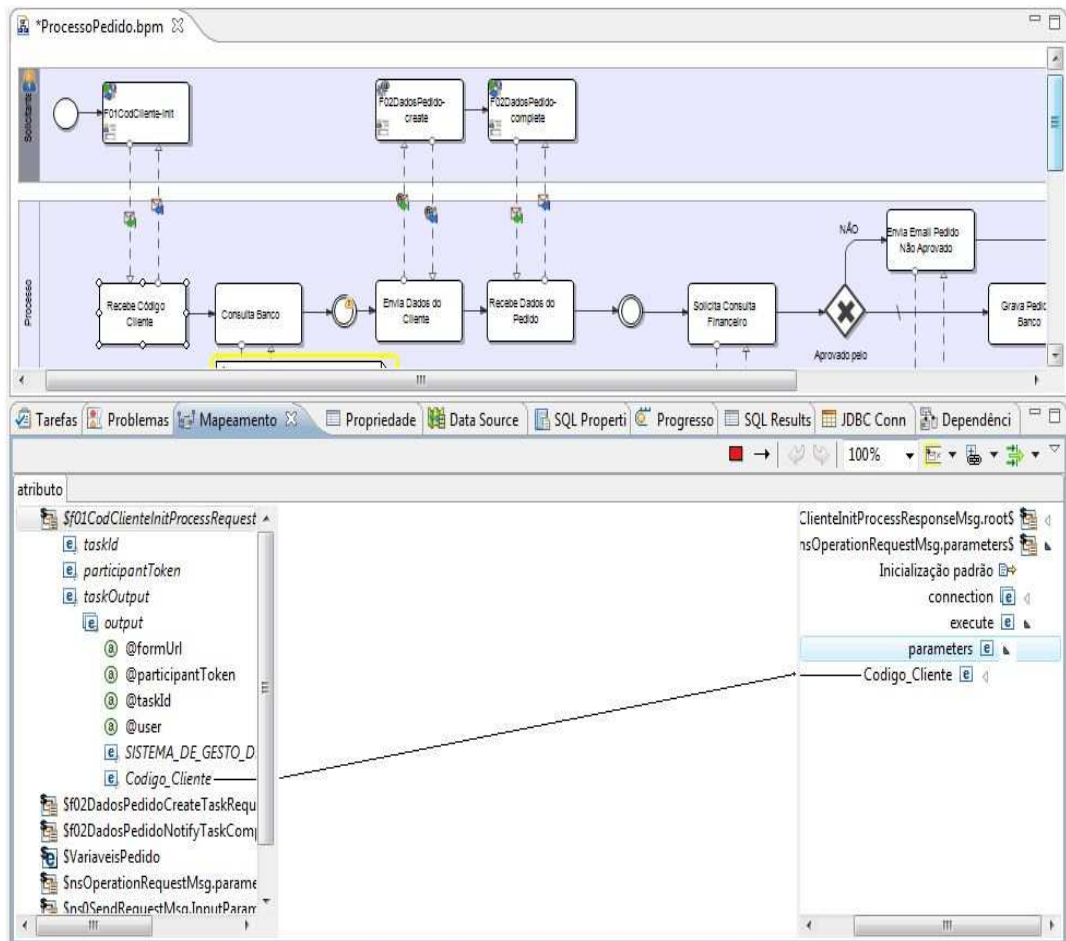 *ProcessoPedido.bpm
Solicitante
F01CodCliente-Init
F02DadosPedido-
create
F02DadosPedido-
complete
Processo
Recebe Código
Cliente
Consulta Banco
Envia Dados do
Cliente
Recebe Dados do
Pedido
Solicita Consulta
Financeiro
NÃO
Aprovado pelo
Envia Email Pedido
Não Aprovado
Grava Pedid
Banco
Tarefas
Problemas
Mapeamento
Propriedade
Data Source
SQL Properti
Progresso
SQL Results
JDBC Conn
Dependênci
100%
atributo
$f01CodClienteInitProcessRequest
taskId
participantToken
taskOutput
output
@formUrl
@participantToken
@taskId
@user
SISTEMA_DE_GESTO_D
Codigo_Cliente
$f02DadosPedidoCreateTaskRequ
$f02DadosPedidoNotifyTaskComp
$VariaveisPedido
$nsOperationRequestMsg.parame
$ns0SendRequestMsg.InputParam
ClienteInitProcessResponseMsg.root$
nsOperationRequestMsg.parameters$
Inicialização padrão
connection
execute
parameters
Codigo_Cliente